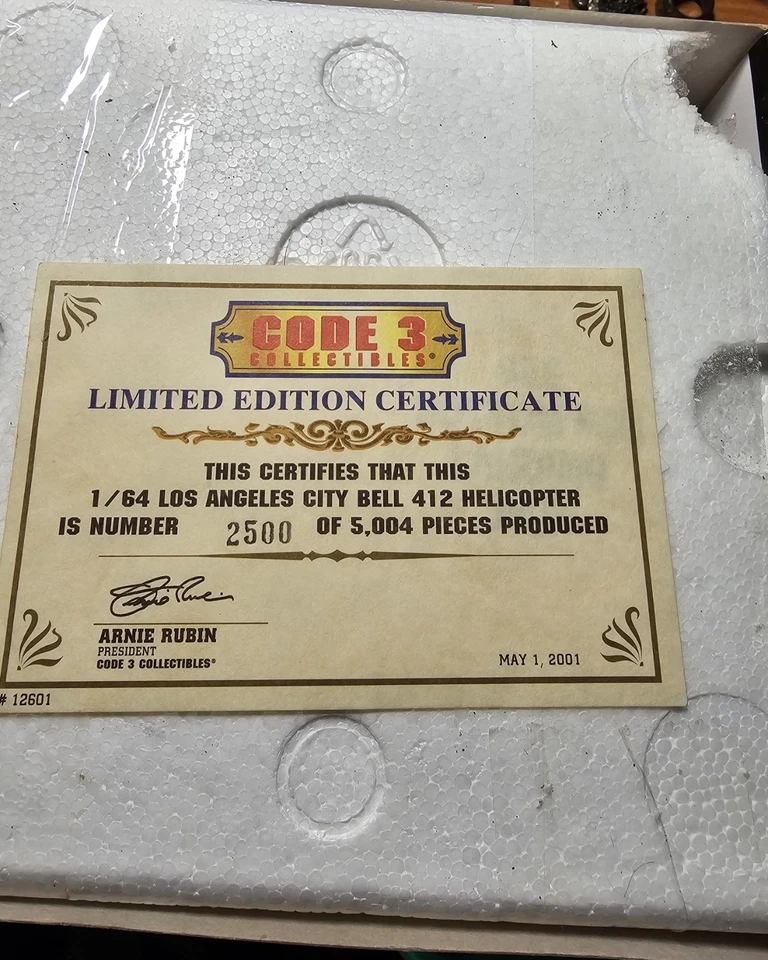 CODE 3
COLLECTIBLES®
LIMITED EDITION CERTIFICATE
THIS CERTIFIES THAT THIS
1/64 LOS ANGELES CITY BELL 412 HELICOPTER
IS NUMBER 2500 OF 5,004 PIECES PRODUCED
ARNIE RUBIN
PRESIDENT
CODE 3 COLLECTIBLES®
MAY 1, 2001
# 12601